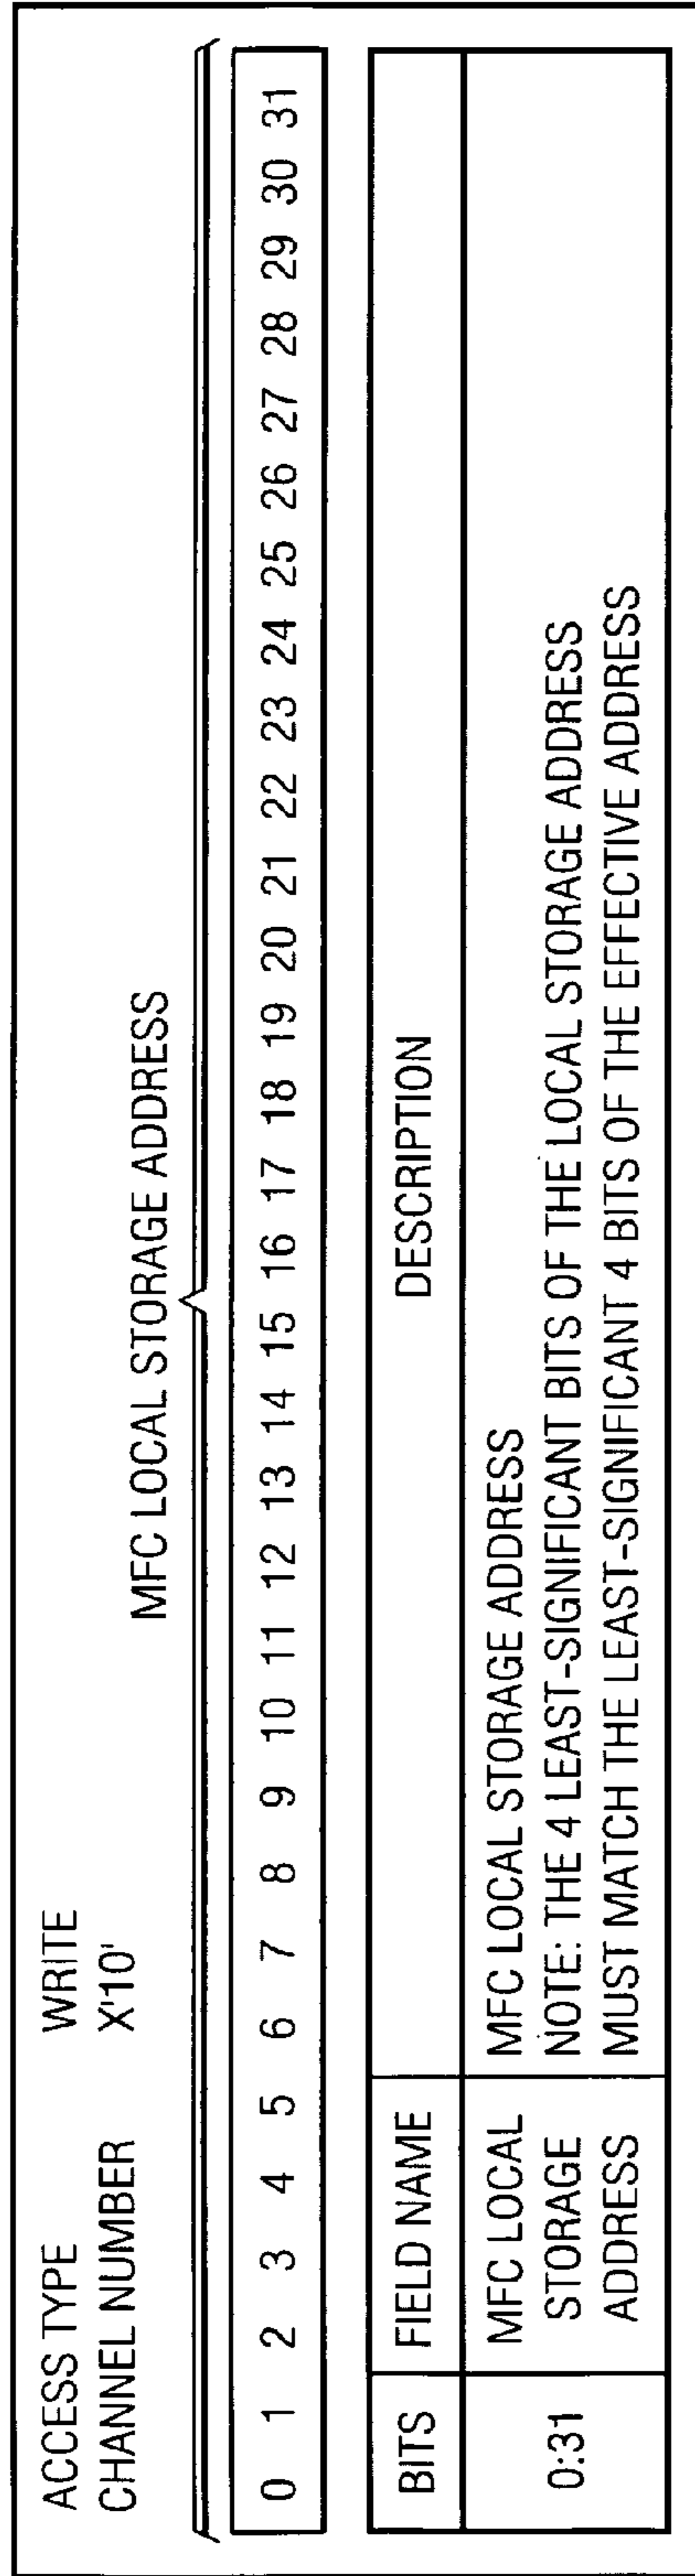 ACCESS TYPE WRITE
CHANNEL NUMBER X'10'
MFC LOCAL STORAGE ADDRESS
0 1 2 3 4 5 6 7 8 9 10 11 12 13 14 15 16 17 18 19 20 21 22 23 24 25 26 27 28 29 30 31
BITS FIELD NAME DESCRIPTION
0:31
MFC LOCAL
STORAGE
ADDRESS
MFC LOCAL STORAGE ADDRESS
NOTE: THE 4 LEAST-SIGNIFICANT BITS OF THE LOCAL STORAGE ADDRESS
MUST MATCH THE LEAST-SIGNIFICANT 4 BITS OF THE EFFECTIVE ADDRESS